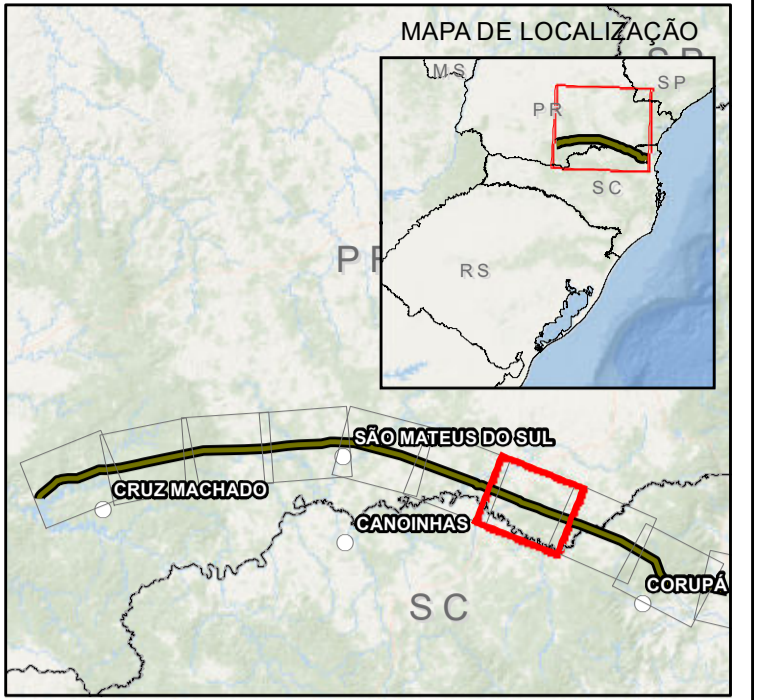 MAPA DE LOCALIZAÇÃO
SP
MS
SP
PR
SC
RS
PR
SÃO MATEUS DO SUL
CRUZ MACHADO
CANOINHAS
CORUPÁ
SC